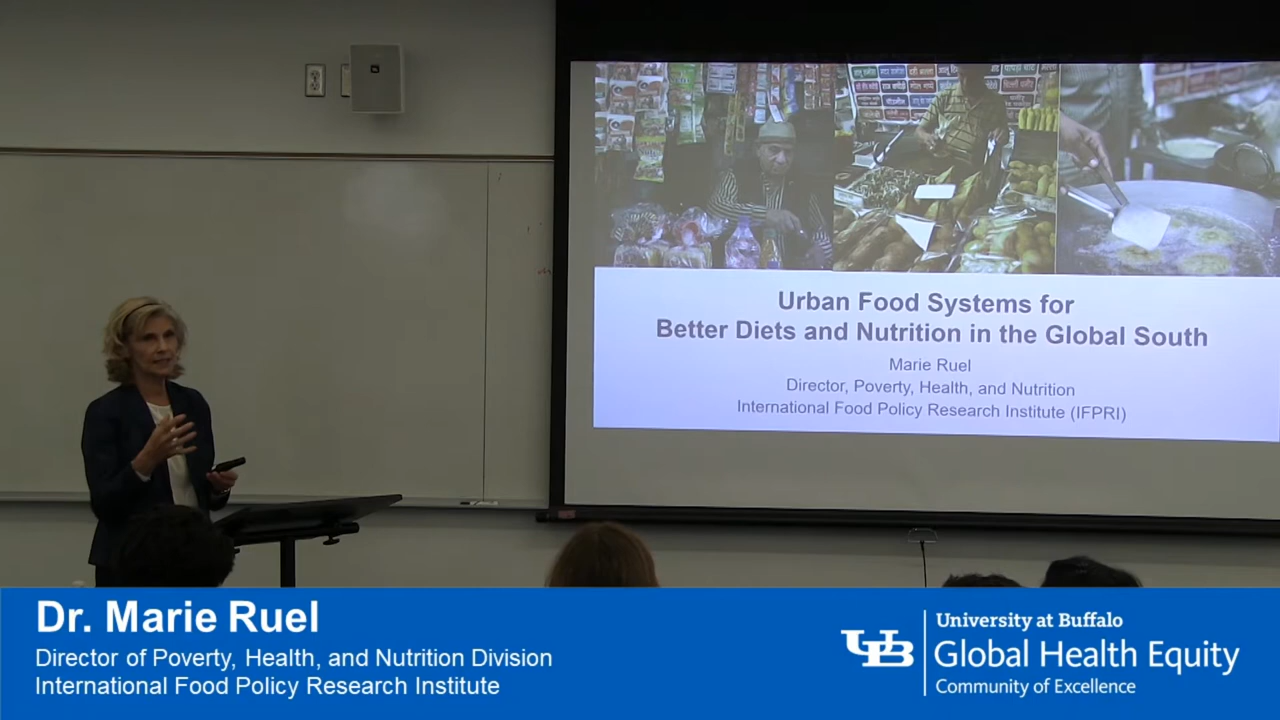 Urban Food Systems for
Better Diets and Nutrition in the Global South
Marie Ruel
Director, Poverty, Health, and Nutrition
International Food Policy Research Institute (IFPRI)
Dr. Marie Ruel
Director of Poverty, Health, and Nutrition Division
International Food Policy Research Institute
UB
University at Buffalo
Global Health Equity
Community of Excellence